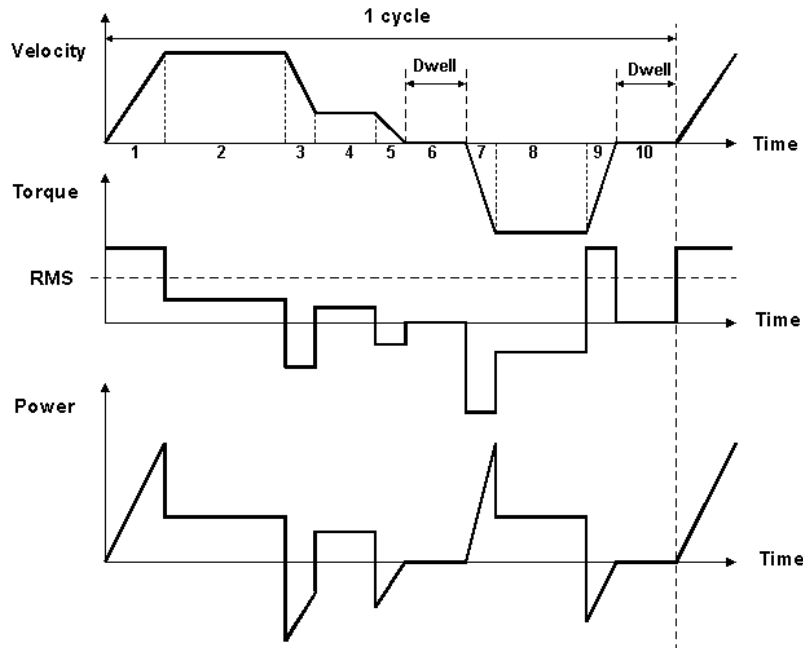 1 cycle
Velocity
Dwell
Dwell
Time
1 2 3 4 5 6 7 8 9 10
Torque
RMS
Time
Power
Time